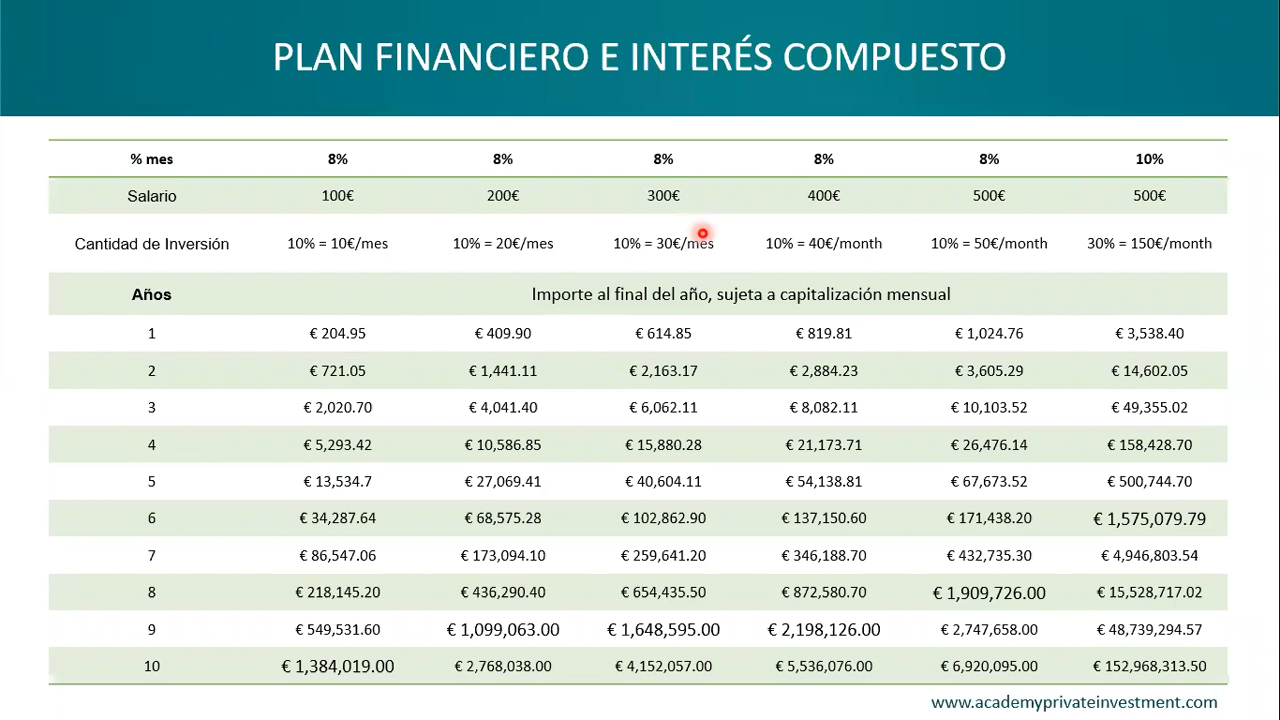 PLAN FINANCIERO E INTERÉS COMPUESTO
% mes 8% 8% 8% 8% 8% 10%
Salario 100€ 200€ 300€ 400€ 500€ 500€
Cantidad de Inversión 10% = 10€/mes 10% = 20€/mes 10% = 30€/mes 10% = 40€/month 10% = 50€/month 30% = 150€/month
Años Importe al final del año, sujeta a capitalización mensual
1 € 204.95 € 409.90 € 614.85 € 819.81 € 1,024.76 € 3,538.40
2 € 721.05 € 1,441.11 € 2,163.17 € 2,884.23 € 3,605.29 € 14,602.05
3 € 2,020.70 € 4,041.40 € 6,062.11 € 8,082.11 € 10,103.52 € 49,355.02
4 € 5,293.42 € 10,586.85 € 15,880.28 € 21,173.71 € 26,476.14 € 158,428.70
5 € 13,534.7 € 27,069.41 € 40,604.11 € 54,138.81 € 67,673.52 € 500,744.70
6 € 34,287.64 € 68,575.28 € 102,862.90 € 137,150.60 € 171,438.20 € 1,575,079.79
7 € 86,547.06 € 173,094.10 € 259,641.20 € 346,188.70 € 432,735.30 € 4,946,803.54
8 € 218,145.20 € 436,290.40 € 654,435.50 € 872,580.70 € 1,909,726.00 € 15,528,717.02
9 € 549,531.60 € 1,099,063.00 € 1,648,595.00 € 2,198,126.00 € 2,747,658.00 € 48,739,294.57
10 € 1,384,019.00 € 2,768,038.00 € 4,152,057.00 € 5,536,076.00 € 6,920,095.00 € 152,968,313.50
www.academyprivateinvestment.com